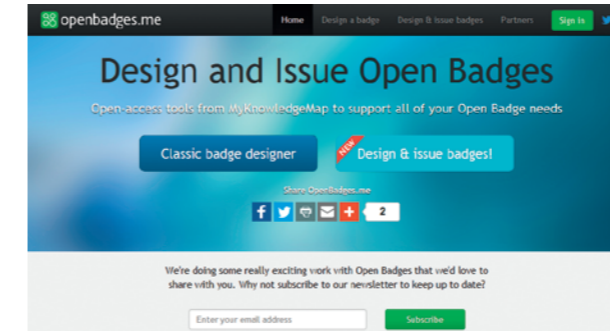 openbadges.me
Home Design a badge Design & issue badges Partners Sign in
Design and Issue Open Badges
Open-access tools from MyKnowledgeMap to support all of your Open Badge needs
Classic badge designer
NEW
Design & issue badges!
Share OpenBadges.me
2
We're doing some really exciting work with Open Badges that we'd love to
share with you. Why not subscribe to our newsletter to keep up to date?
Enter your email address
Subscribe